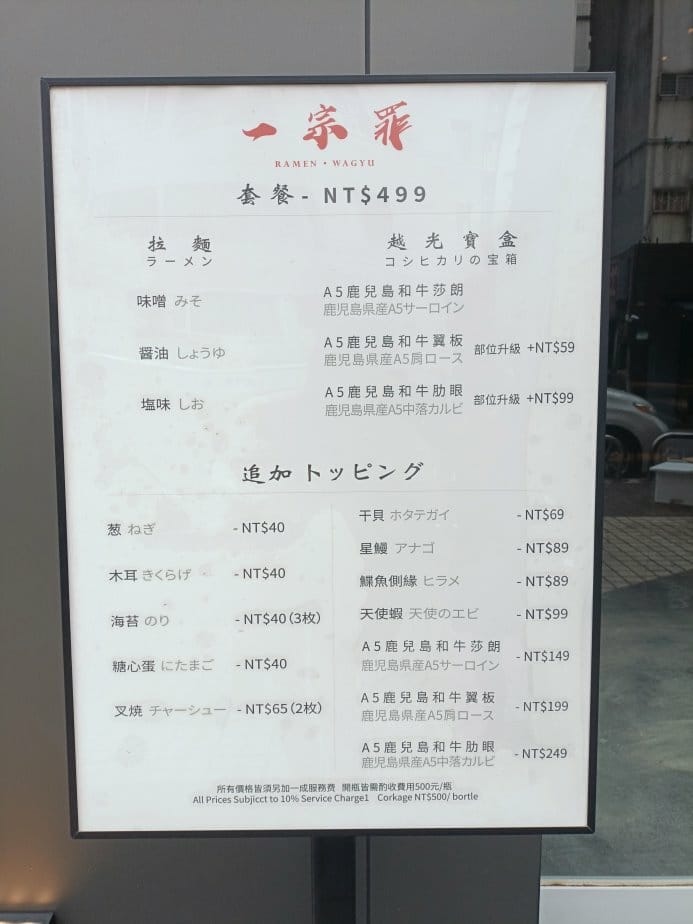 一宗罪
RAMEN • WAGYU
套餐 - NT$499
拉麵
ラーメン
味噌 みそ
醤油 しょうゆ
塩味 しお
越光寶盒
コシヒカリの宝箱
A5鹿兒島和牛莎朗
鹿児島県産A5サーロイン
A5鹿兒島和牛翼板
鹿児島県産A5肩ロース 部位升級 +NT$59
A5鹿兒島和牛肋眼
鹿児島県産A5中落カルビ 部位升級 +NT$99
追加トッピング
葱 ねぎ - NT$40
木耳 きくらげ - NT$40
海苔 のり - NT$40 (3枚)
糖心蛋 にたまご - NT$40
叉焼 チャーシュー - NT$65 (2枚)
干貝 ホタテガイ - NT$69
星鰻 アナゴ - NT$89
鰈魚側緣 ヒラメ - NT$89
天使蝦 天使のエビ - NT$99
A5鹿兒島和牛莎朗
鹿児島県産A5サーロイン - NT$149
A5鹿兒島和牛翼板
鹿児島県産A5肩ロース - NT$199
A5鹿兒島和牛肋眼
鹿児島県産A5中落カルビ - NT$249
所有價格皆須另加一成服務費 開瓶皆需酌收費用500元/瓶
All Prices Subjicct to 10% Service Charge1 Corkage NT$500/ bortle